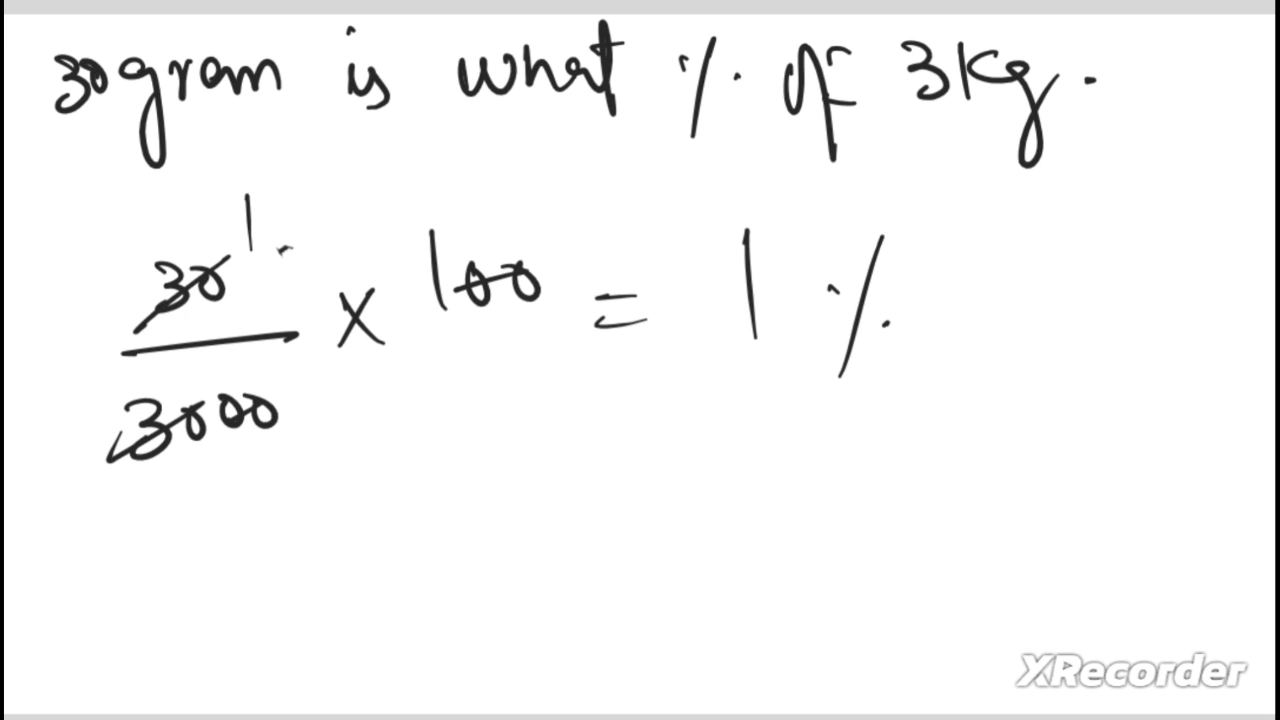 30gram is what % of 3Kg.
30 1
/3000 × 100 = 1 %
XRecorder